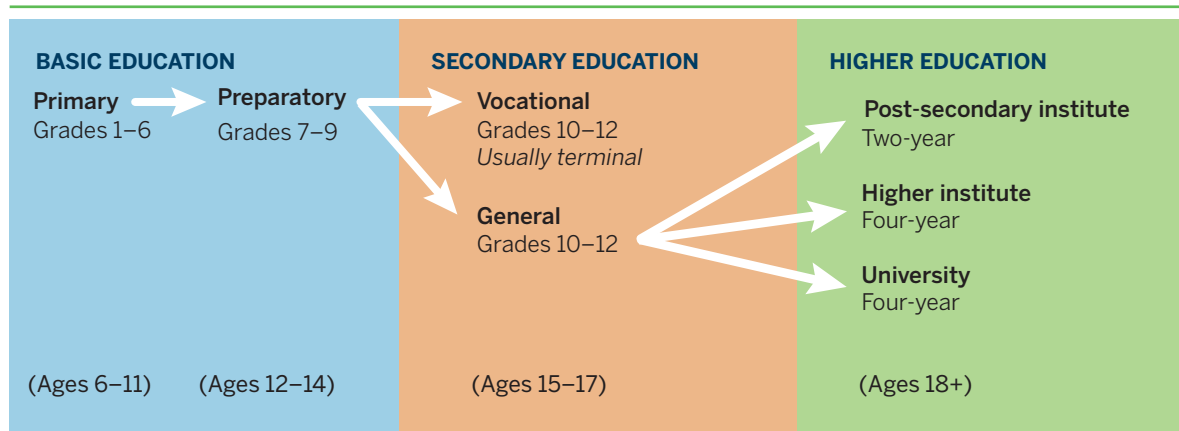 BASIC EDUCATION
Primary
Grades 1–6
Preparatory
Grades 7–9
(Ages 6–11)
(Ages 12–14)
SECONDARY EDUCATION
Vocational
Grades 10–12
Usually terminal
General
Grades 10–12
(Ages 15–17)
HIGHER EDUCATION
Post-secondary institute
Two-year
Higher institute
Four-year
University
Four-year
(Ages 18+)